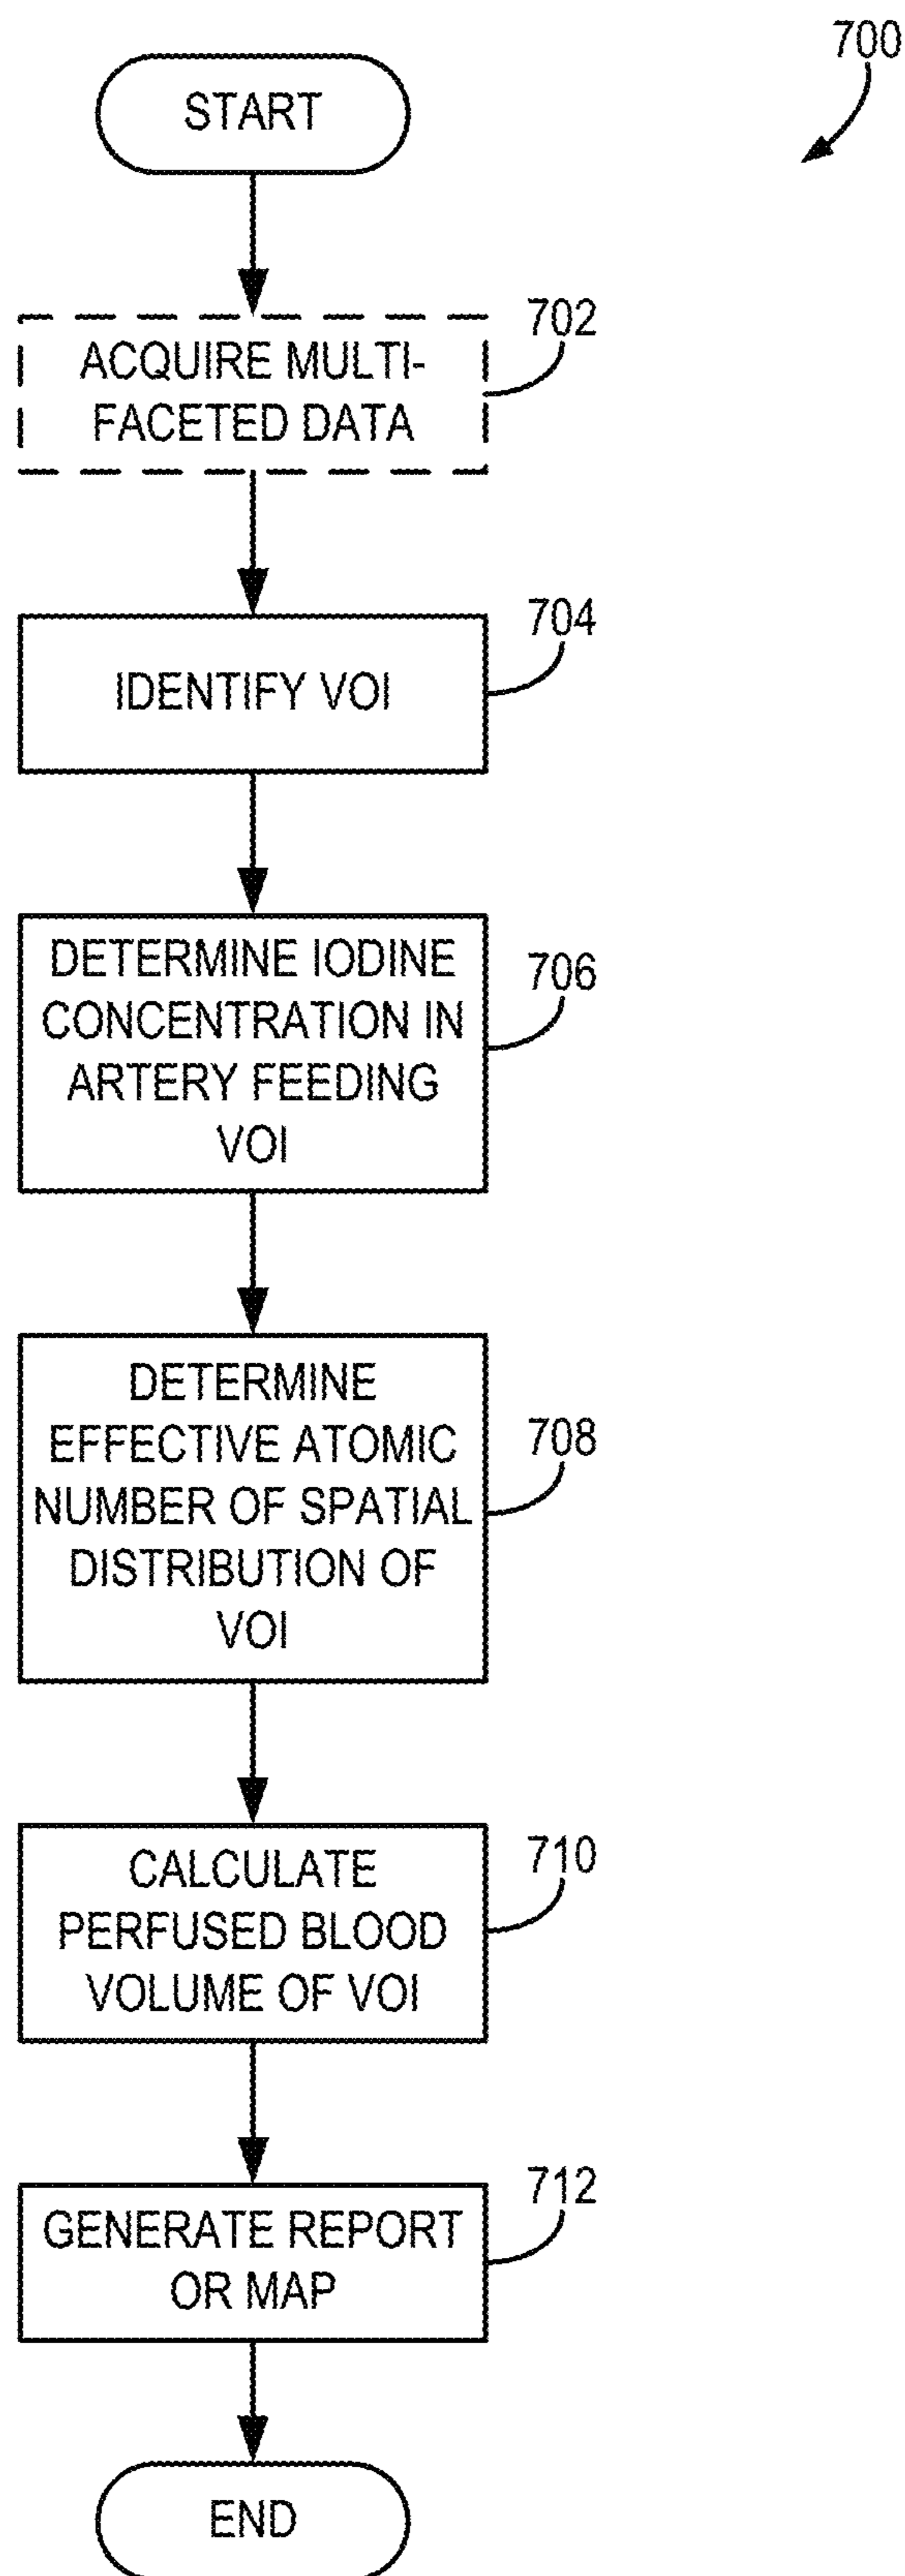 700
START
702
ACQUIRE MULTI-
FACETED DATA
704
IDENTIFY VOI
706
DETERMINE IODINE
CONCENTRATION IN
ARTERY FEEDING
VOI
708
DETERMINE
EFFECTIVE ATOMIC
NUMBER OF SPATIAL
DISTRIBUTION OF
VOI
710
CALCULATE
PERFUSED BLOOD
VOLUME OF VOI
712
GENERATE REPORT
OR MAP
END